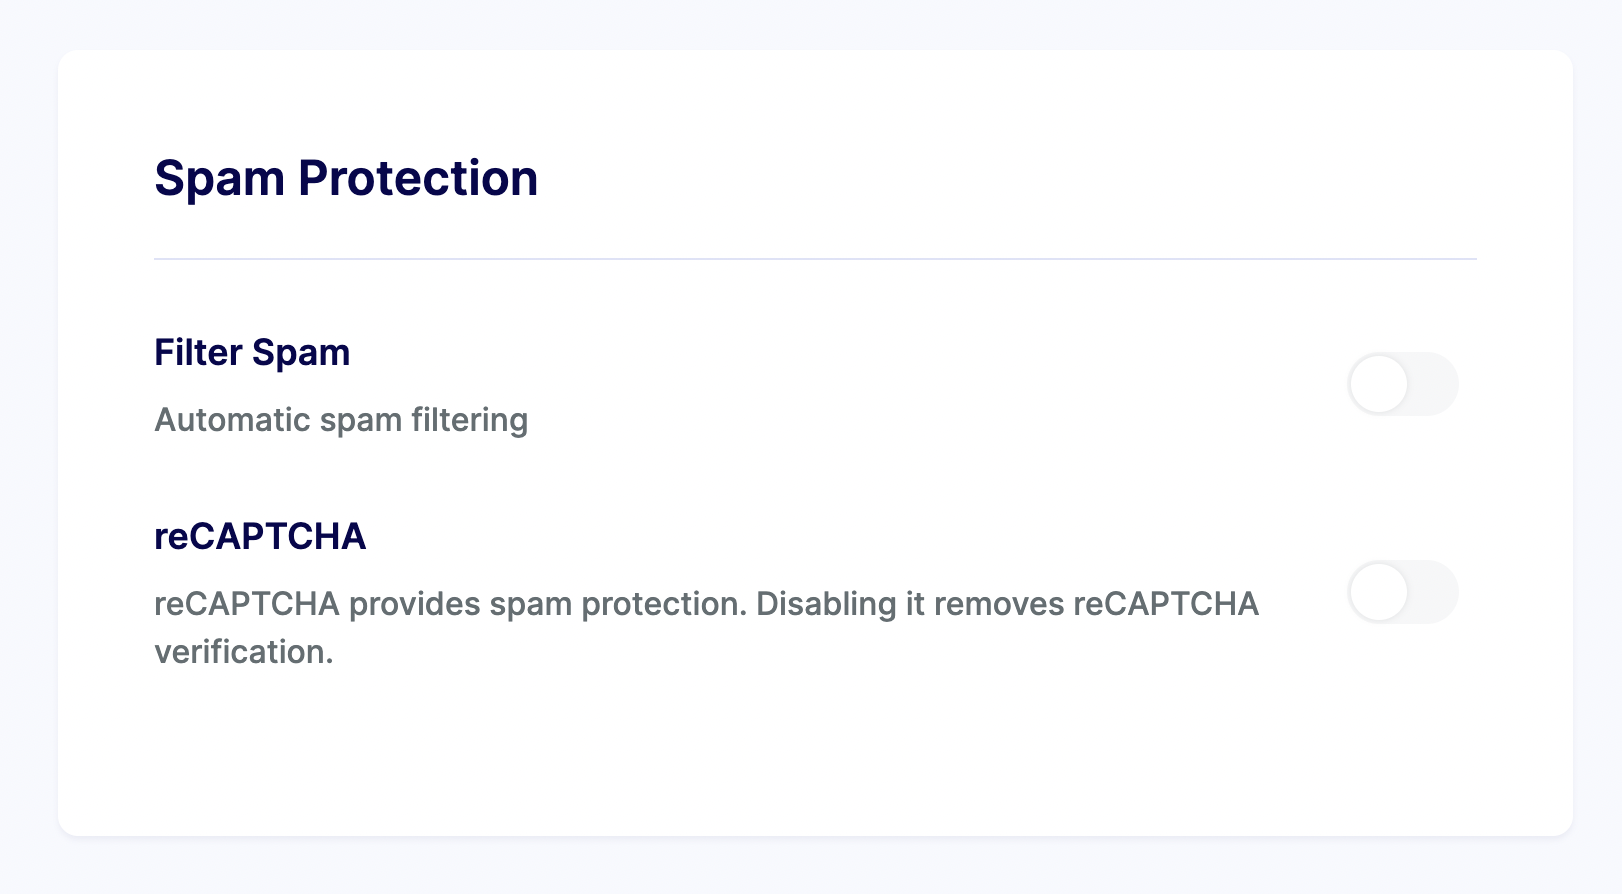 Spam Protection
Filter Spam
Automatic spam filtering
reCAPTCHA
reCAPTCHA provides spam protection. Disabling it removes reCAPTCHA
verification.